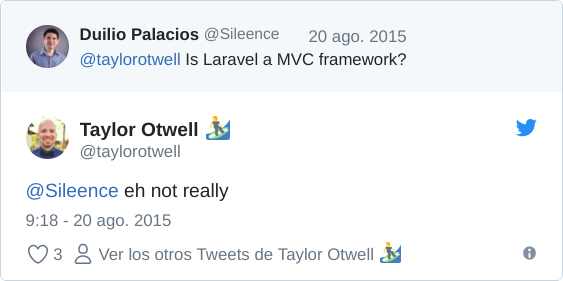 Duilio Palacios @Sileence 20 ago. 2015
@taylorotwell Is Laravel a MVC framework?
Taylor Otwell 🏄‍♂️
@taylorotwell
@Sileence eh not really
9:18 - 20 ago. 2015
3 Ver los otros Tweets de Taylor Otwell 🏄‍♂️